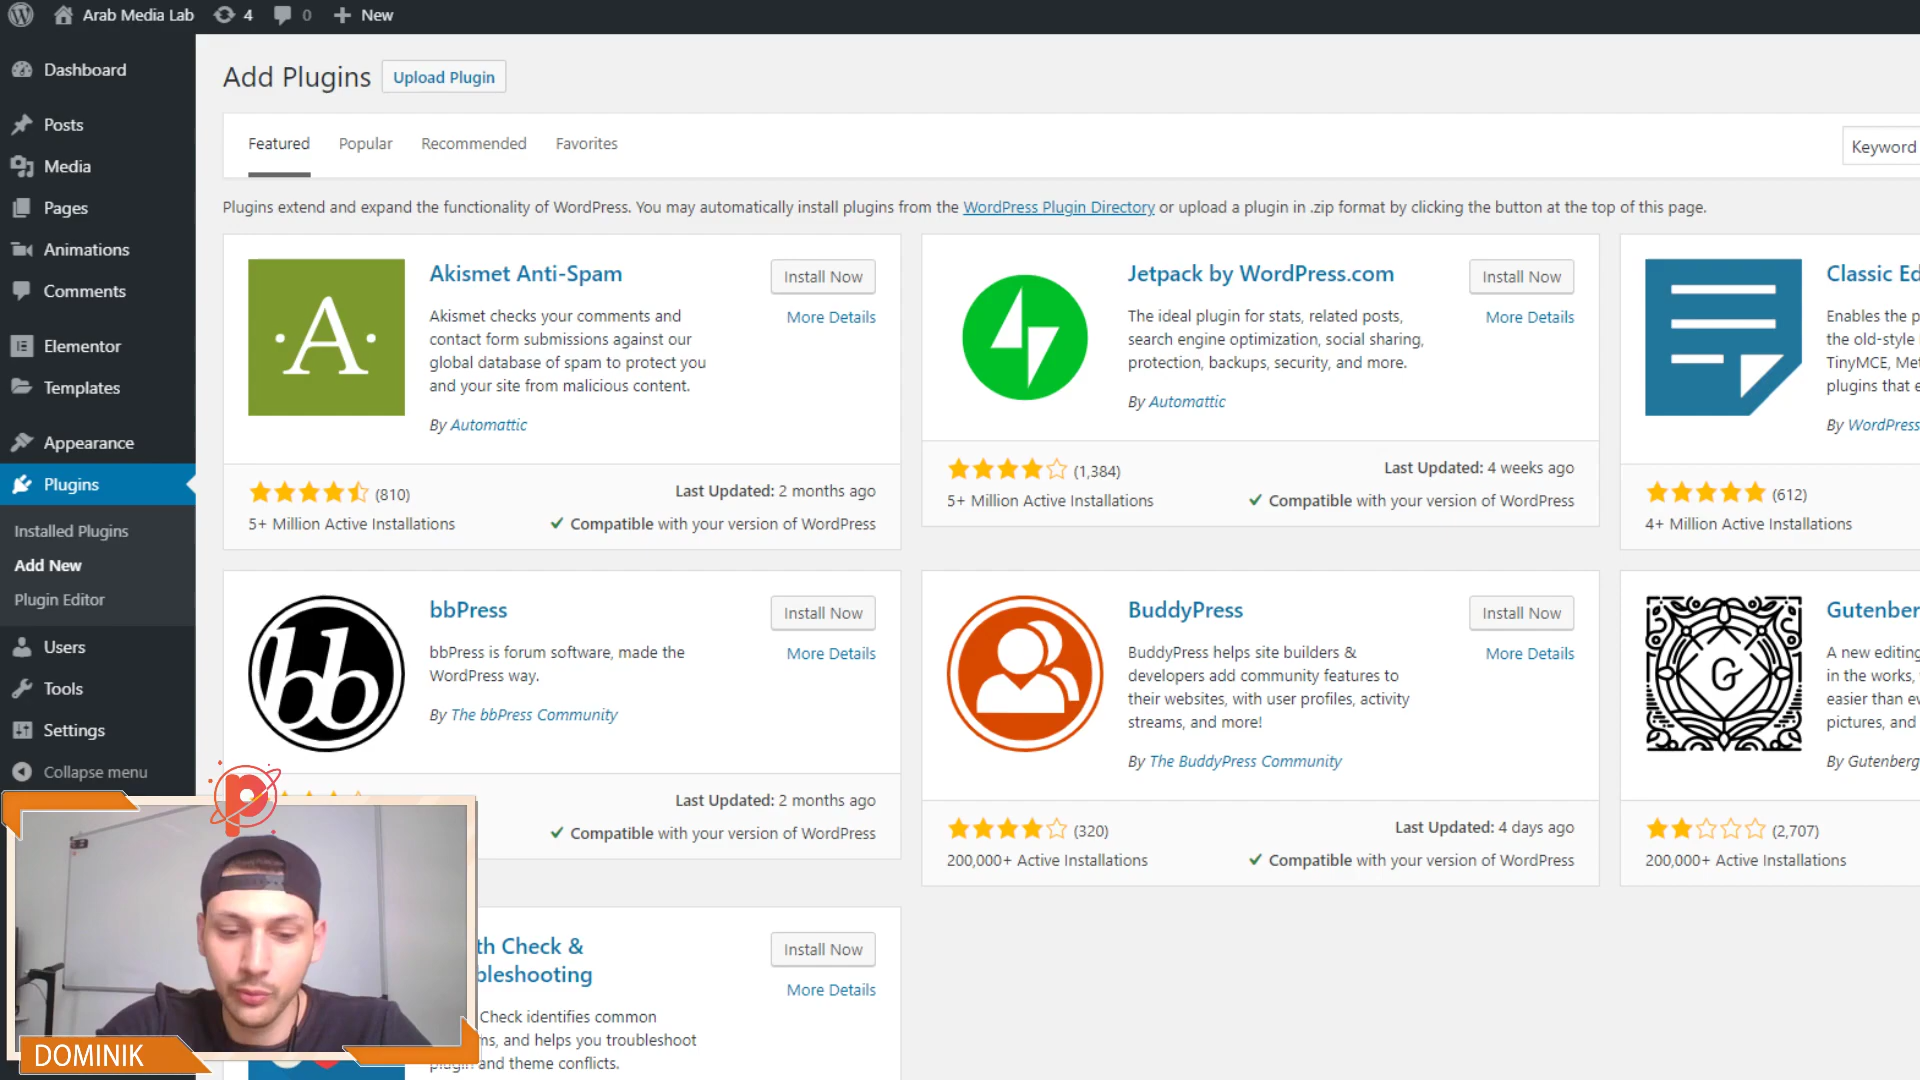 Arab Media Lab
4
0
New
Dashboard
Posts
Media
Pages
Animations
Comments
Elementor
Templates
Appearance
Plugins
Installed Plugins
Add New
Plugin Editor
Users
Tools
Settings
Collapse menu
Add Plugins
Upload Plugin
Featured
Popular
Recommended
Favorites
Keyword
Plugins extend and expand the functionality of WordPress. You may automatically install plugins from the WordPress Plugin Directory or upload a plugin in .zip format by clicking the button at the top of this page.
A
Akismet Anti-Spam
Install Now
More Details
Akismet checks your comments and
contact form submissions against our
global database of spam to protect you
and your site from malicious content.
By Automattic
(810)
Last Updated: 2 months ago
5+ Million Active Installations
Compatible with your version of WordPress
Jetpack by WordPress.com
Install Now
More Details
The ideal plugin for stats, related posts,
search engine optimization, social sharing,
protection, backups, security, and more.
By Automattic
(1,384)
Last Updated: 4 weeks ago
5+ Million Active Installations
Compatible with your version of WordPress
Classic Ed
Enables the p
the old-style
TinyMCE, Met
plugins that e
By WordPress
(612)
4+ Million Active Installations
bb
bbPress
Install Now
More Details
bbPress is forum software, made the
WordPress way.
By The bbPress Community
Last Updated: 2 months ago
Compatible with your version of WordPress
BuddyPress
Install Now
More Details
BuddyPress helps site builders &
developers add community features to
their websites, with user profiles, activity
streams, and more!
By The BuddyPress Community
(320)
Last Updated: 4 days ago
200,000+ Active Installations
Compatible with your version of WordPress
G
Gutenber
A new editing
in the works,
easier than ev
pictures, and
By Gutenberg
(2,707)
200,000+ Active Installations
th Check &
bleshooting
Install Now
More Details
Check identifies common
ms, and helps you troubleshoot
plugin and theme conflicts.
P
DOMINIK